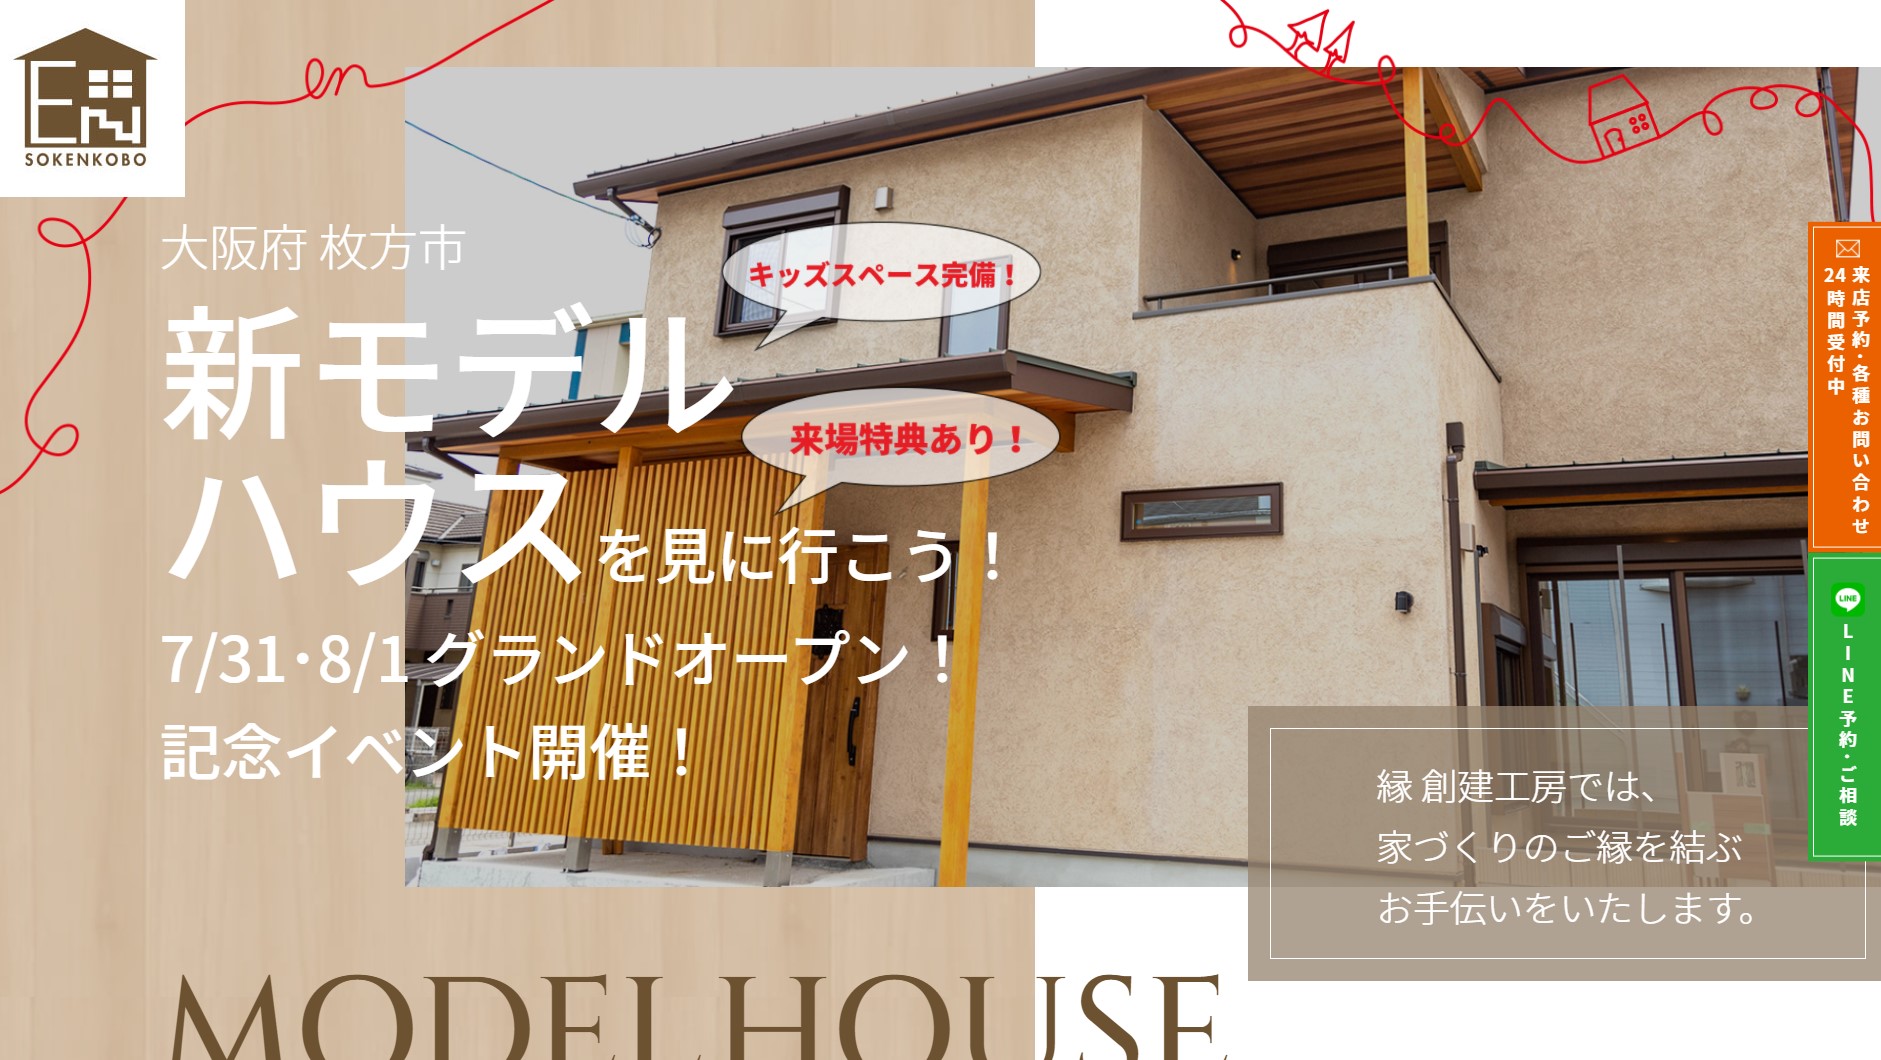 EN
SOKENKOBO
en
大阪府 枚方市
新モデル
ハウスを見に行こう！
7/31･8/1グランドオープン！
記念イベント開催！
キッズスペース完備！
来場特典あり！
来店予約･各種お問い合わせ
24時間受付中
LINE
LINE予約･ご相談
縁 創建工房では、
家づくりのご縁を結ぶ
お手伝いをいたします。
MODEL HOUSE